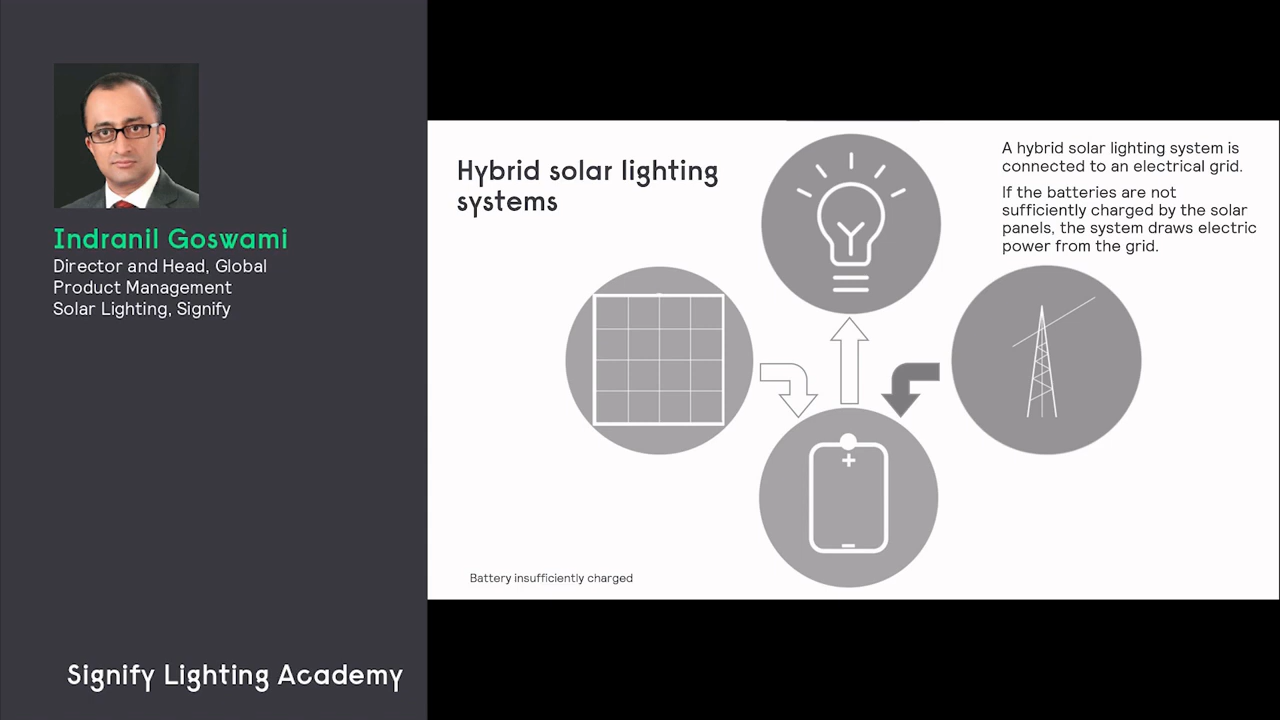 Indranil Goswami
Director and Head, Global
Product Management
Solar Lighting, Signify
Signify Lighting Academy
Hybrid solar lighting
systems
A hybrid solar lighting system is
connected to an electrical grid.
If the batteries are not
sufficiently charged by the solar
panels, the system draws electric
power from the grid.
Battery insufficiently charged